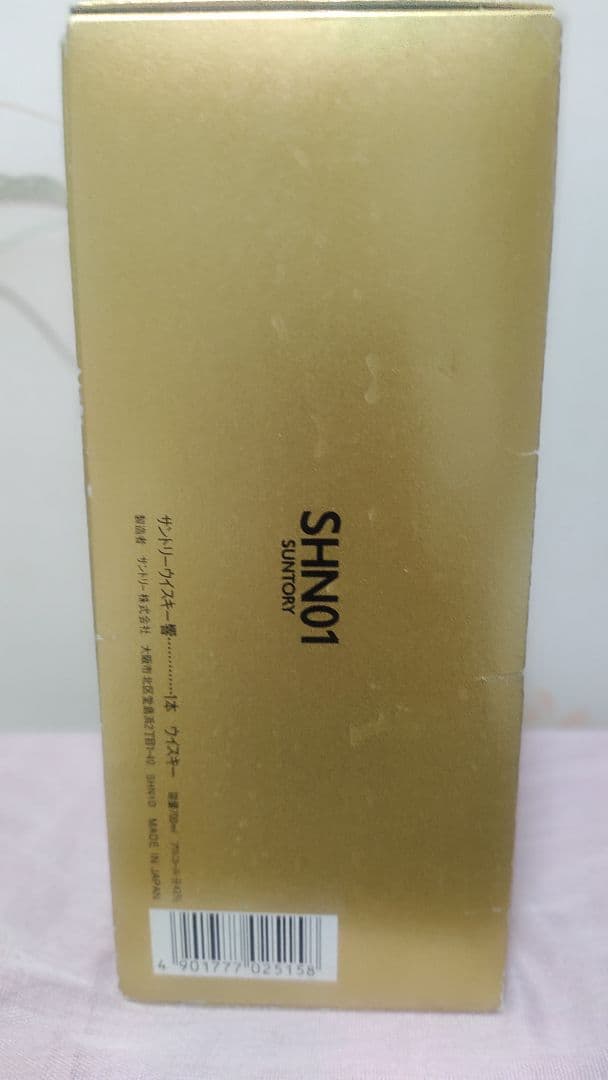 SHN01
SUNTORY
サントリーウイスキー響‥‥‥‥1本 ウイスキー 容量700ml アルコール分43%
製造者 サントリー株式会社 大阪市北区堂島浜2丁目1-40 SHN10 MADE IN JAPAN
4 901777 025158